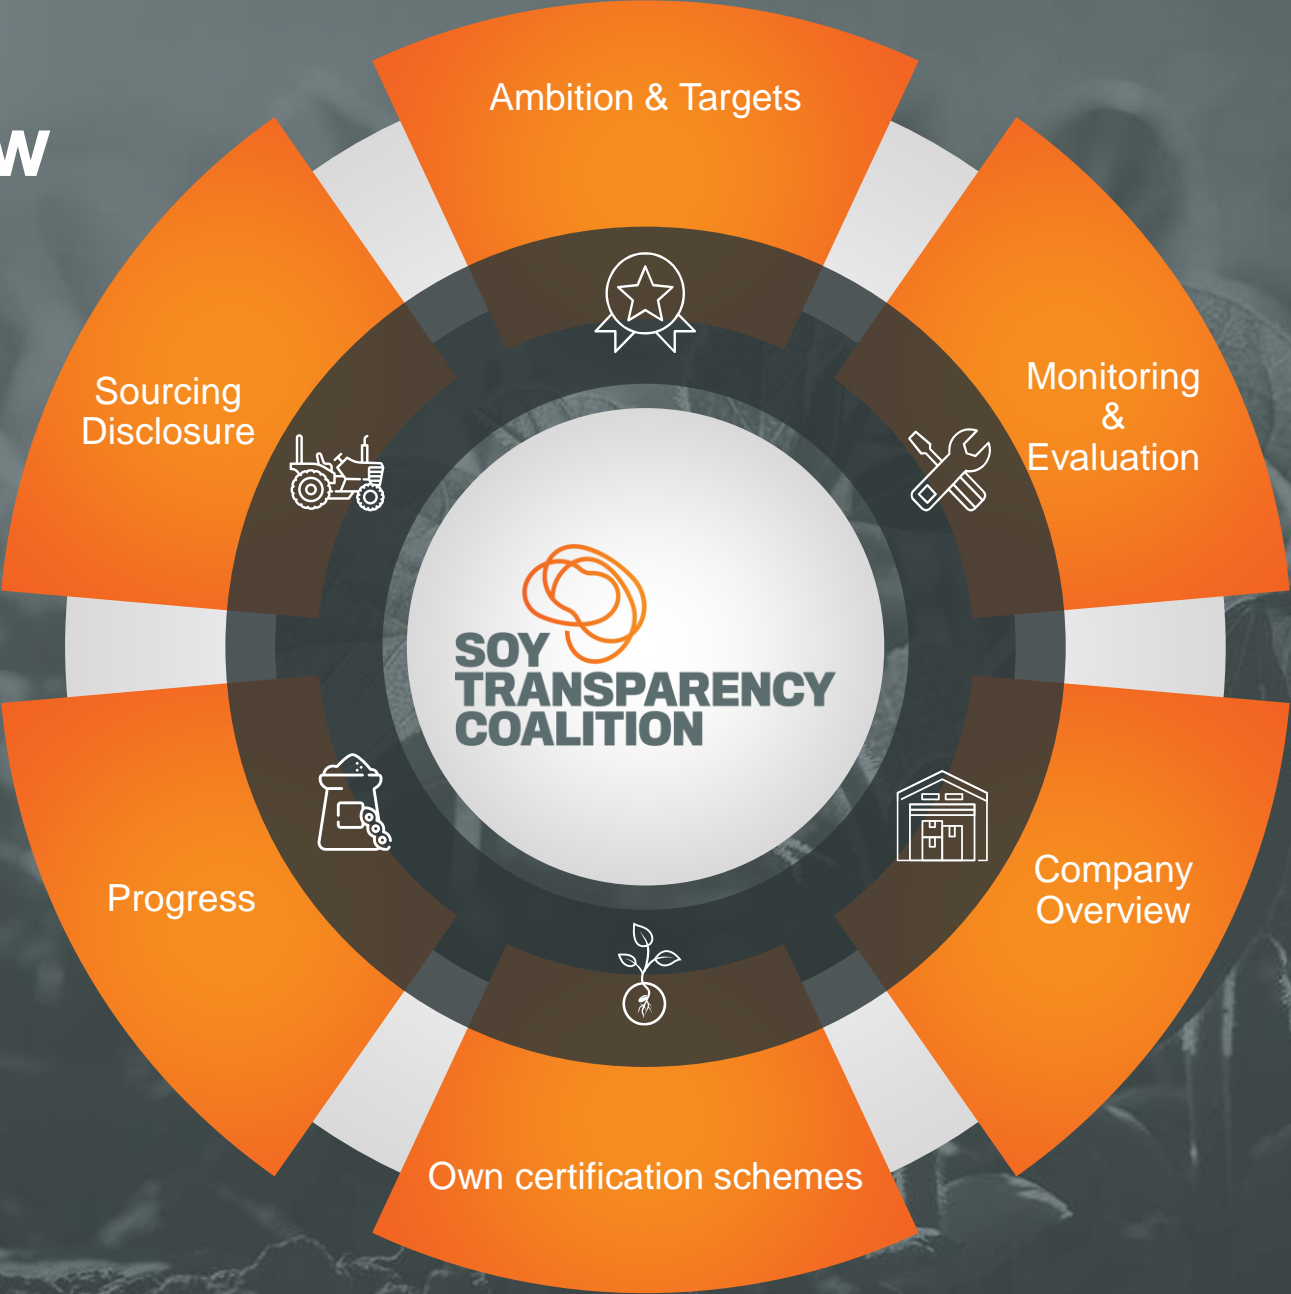 w
Ambition & Targets
Monitoring
&
Evaluation
Sourcing
Disclosure
SOY
TRANSPARENCY
COALITION
Company
Overview
Progress
Own certification schemes